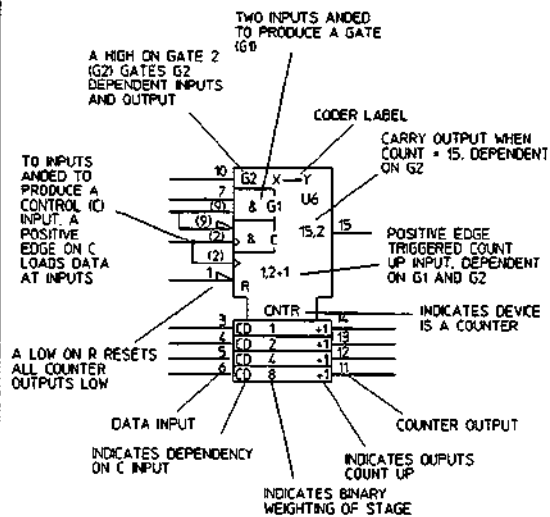 TWO INPUTS ANDED
TO PRODUCE A GATE
(G1)
A HIGH ON GATE 2
(G2) GATES G2
DEPENDENT INPUTS
AND OUTPUT
CODER LABEL
CARRY OUTPUT WHEN
COUNT = 15, DEPENDENT
ON G2
TO INPUTS
ANDED TO
PRODUCE A
CONTROL (C)
INPUT. A
POSITIVE
EDGE ON C
LOADS DATA
AT INPUTS
10
G2
X—Y
U6
7
(9)
& G1
(9)
(2)
& C
(2)
15,2
15
1
1,2+1
R
POSITIVE EDGE
TRIGGERED COUNT
UP INPUT, DEPENDENT
ON G1 AND G2
CNTR
INDICATES DEVICE
IS A COUNTER
3 CD 1 +1 14
4 CD 2 +1 13
5 CD 4 +1 12
6 CD 8 +1 11
A LOW ON R RESETS
ALL COUNTER
OUTPUTS LOW
DATA INPUT
COUNTER OUTPUT
INDICATES DEPENDENCY
ON C INPUT
INDICATES OUPUTS
COUNT UP
INDICATES BINARY
WEIGHTING OF STAGE